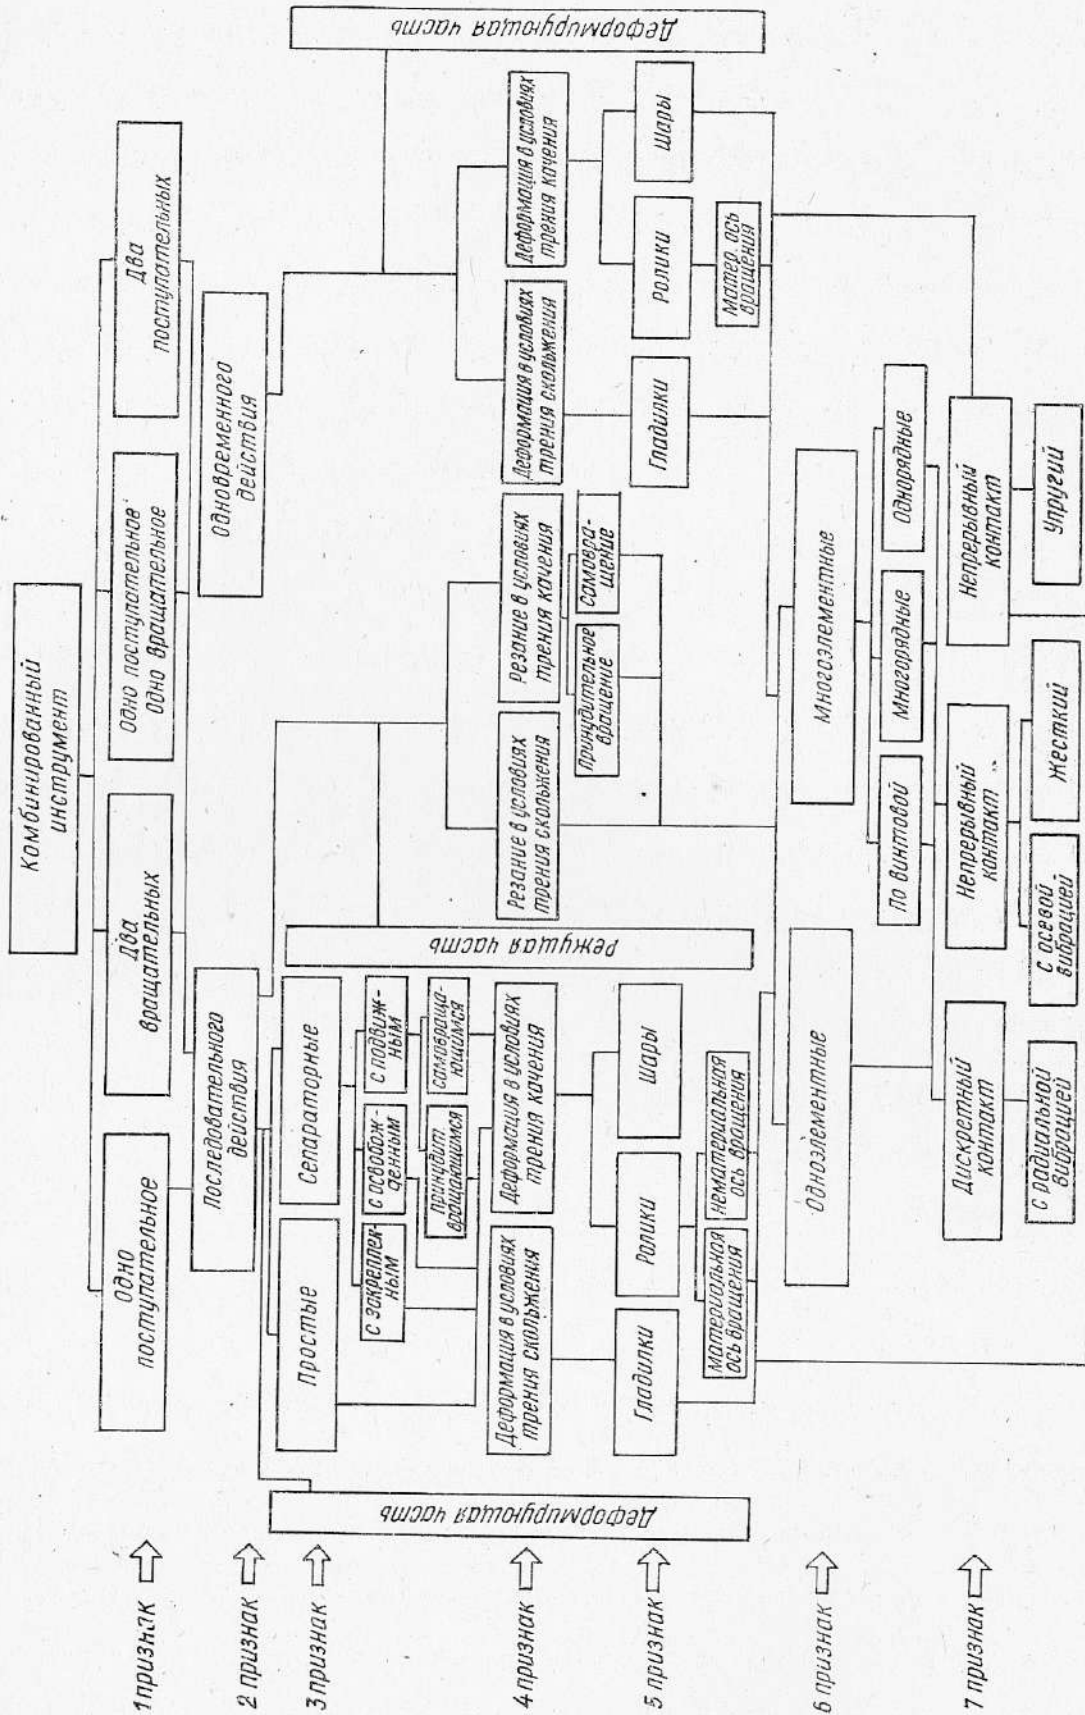 Комбинированный
инструмент
1 признак
Одно
поступательное
Два
вращательных
Одно поступательное
Одно вращательное
Два
поступательных
2 признак
Последовательного
действия
Одновременного
действия
3 признак
Деформирующая часть
Простые
Сепараторные
Режущая часть
Деформирующая часть
с закреплен-
ным
с освобож-
денным
с подвиж-
ным
Принудит.
вращающимся
самовраща-
ющимся
4 признак
Деформация в условиях
трения скольжения
Деформация в условиях
трения качения
Резание в условиях
трения скольжения
Резание в условиях
трения качения
Деформация в условиях
трения скольжения
Деформация в условиях
трения качения
Принудительное
вращение
самовра-
щение
5 признак
Гладилки
Ролики
Шары
Гладилки
Ролики
Шары
материальная
ось вращения
нематериальная
ось вращения
Матер. ось
вращения
6 признак
Одноэлементные
Многоэлементные
По винтовой
Многорядные
Однорядные
7 признак
Дискретный
контакт
Непрерывный
контакт
Непрерывный
контакт
с радиальной
вибрацией
С осевой
вибрацией
Жесткий
Упругий